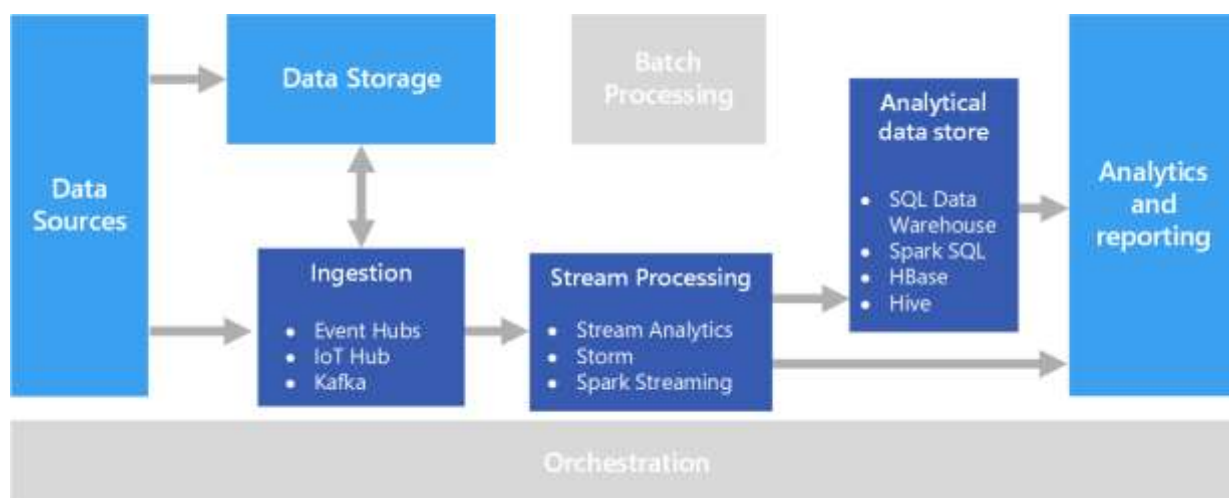 Data
Sources
Data Storage
Batch
Processing
Ingestion
• Event Hubs
• IoT Hub
• Kafka
Stream Processing
• Stream Analytics
• Storm
• Spark Streaming
Analytical
data store
• SQL Data
Warehouse
• Spark SQL
• HBase
• Hive
Analytics
and
reporting
Orchestration